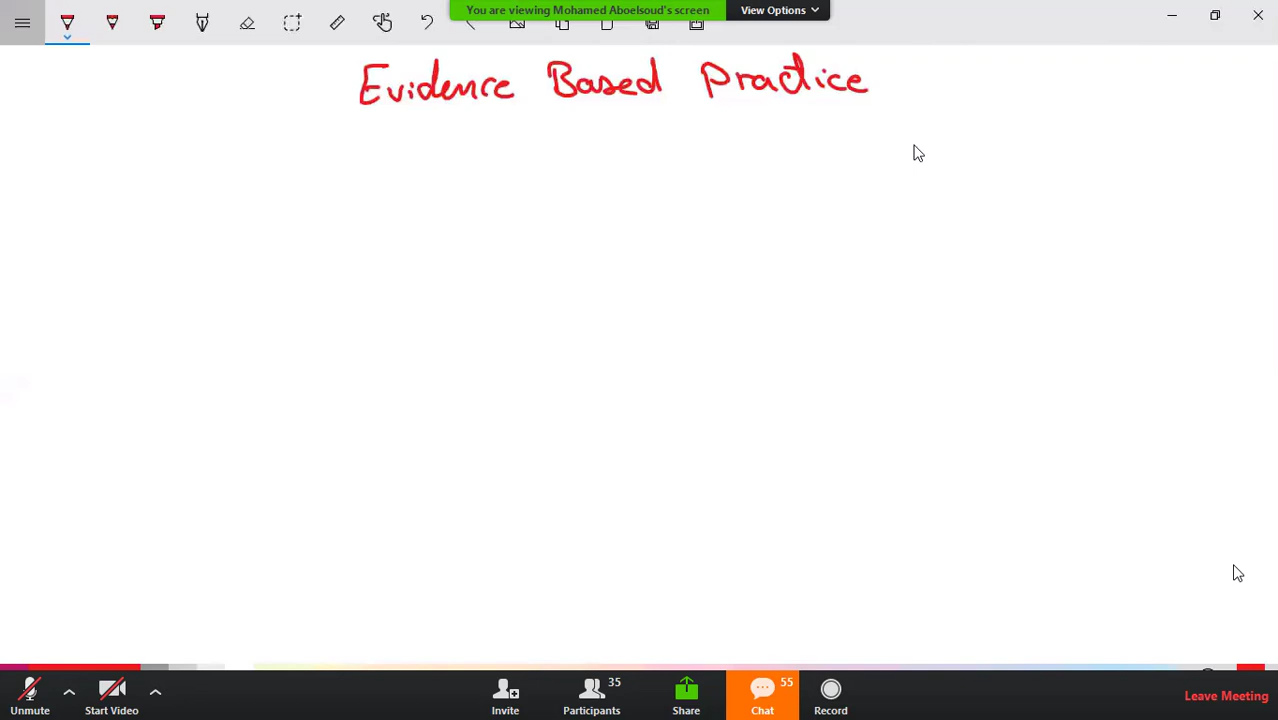 You are viewing Mohamed Aboelsoud's screen View Options
Evidence Based Practice
35 55
Unmute Start Video Invite Participants Share Chat Record Leave Meeting